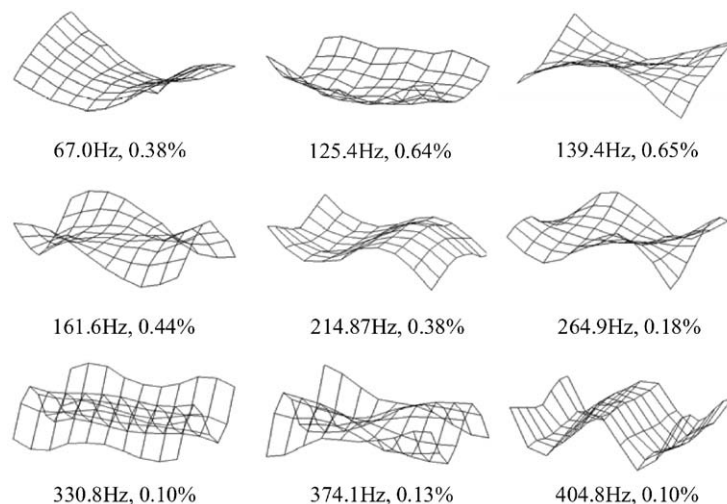 67.0Hz, 0.38%
125.4Hz, 0.64%
139.4Hz, 0.65%
161.6Hz, 0.44%
214.87Hz, 0.38%
264.9Hz, 0.18%
330.8Hz, 0.10%
374.1Hz, 0.13%
404.8Hz, 0.10%